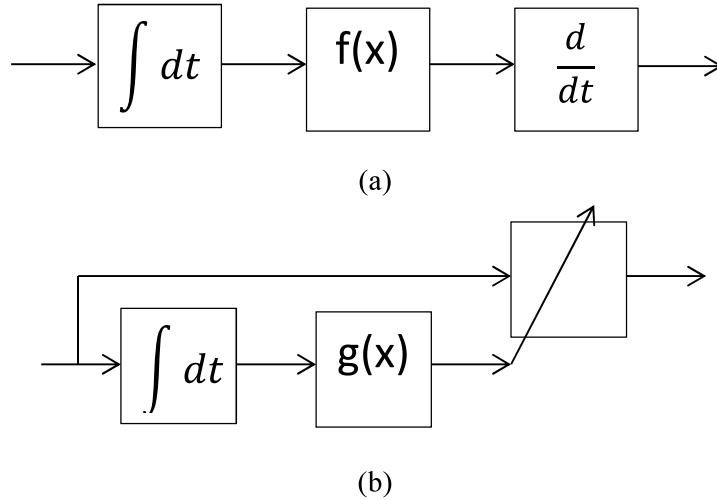 ∫ dt f(x) d/dt
(a)
∫ dt g(x)
(b)